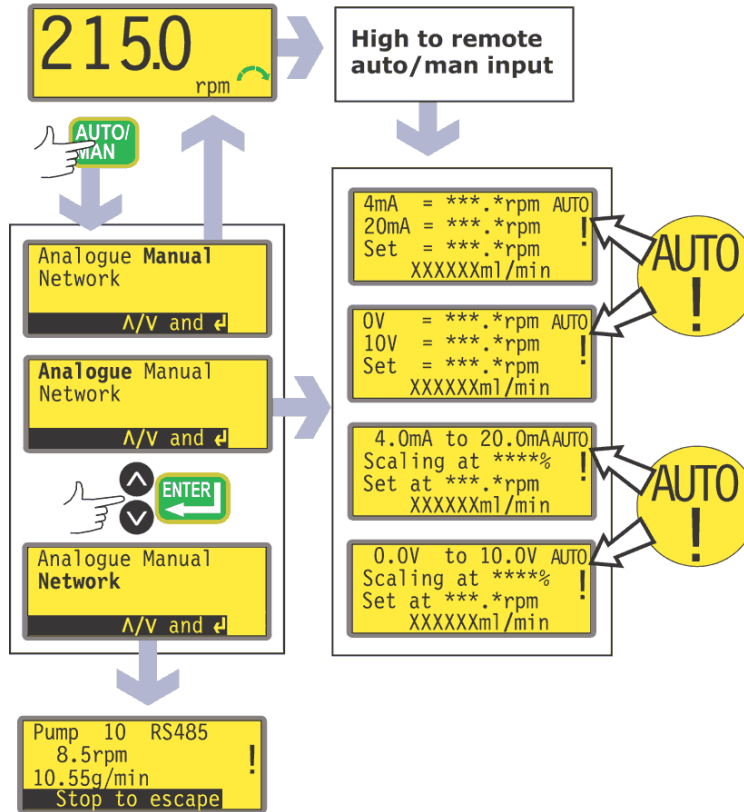 215.0
rpm
High to remote
auto/man input
AUTO/
MAN
Analogue Manual
Network
∧/∨ and ↲
Analogue Manual
Network
∧/∨ and ↲
ENTER
Analogue Manual
Network
∧/∨ and ↲
Pump 10 RS485
8.5rpm
!
10.55g/min
Stop to escape
4mA = ***.*rpm AUTO
20mA = ***.*rpm !
Set = ***.*rpm
XXXXXXml/min
0V = ***.*rpm AUTO
10V = ***.*rpm !
Set = ***.*rpm
XXXXXXml/min
AUTO
!
4.0mA to 20.0mA AUTO
Scaling at ****% !
Set at ***.*rpm
XXXXXXml/min
0.0V to 10.0V AUTO
Scaling at ****% !
Set at ***.*rpm
XXXXXXml/min
AUTO
!